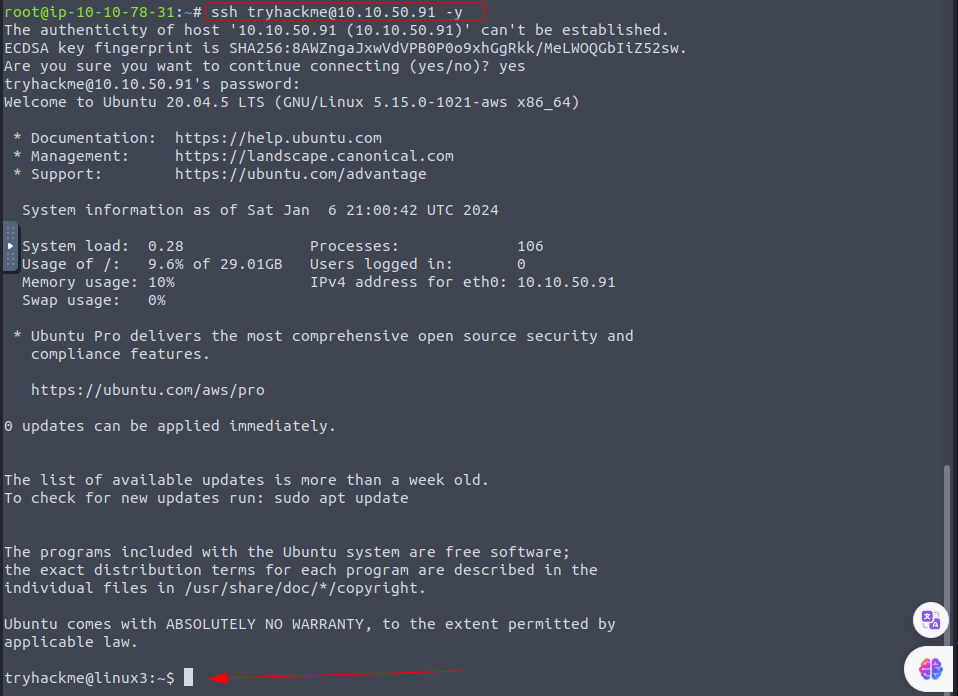 root@ip-10-10-78-31:~# ssh tryhackme@10.10.50.91 -y
The authenticity of host '10.10.50.91 (10.10.50.91)' can't be established.
ECDSA key fingerprint is SHA256:8AWZngaJxwVdVPB0P0o9xhGgRkk/MeLWOQGbIiZ52sw.
Are you sure you want to continue connecting (yes/no)? yes
tryhackme@10.10.50.91's password:
Welcome to Ubuntu 20.04.5 LTS (GNU/Linux 5.15.0-1021-aws x86_64)
* Documentation:  https://help.ubuntu.com
* Management:     https://landscape.canonical.com
* Support:        https://ubuntu.com/advantage
System information as of Sat Jan  6 21:00:42 UTC 2024
System load:  0.28              Processes:             106
Usage of /:   9.6% of 29.01GB   Users logged in:       0
Memory usage: 10%               IPv4 address for eth0: 10.10.50.91
Swap usage:   0%
* Ubuntu Pro delivers the most comprehensive open source security and
compliance features.
https://ubuntu.com/aws/pro
0 updates can be applied immediately.
The list of available updates is more than a week old.
To check for new updates run: sudo apt update
The programs included with the Ubuntu system are free software;
the exact distribution terms for each program are described in the
individual files in /usr/share/doc/*/copyright.
Ubuntu comes with ABSOLUTELY NO WARRANTY, to the extent permitted by
applicable law.
tryhackme@linux3:~$